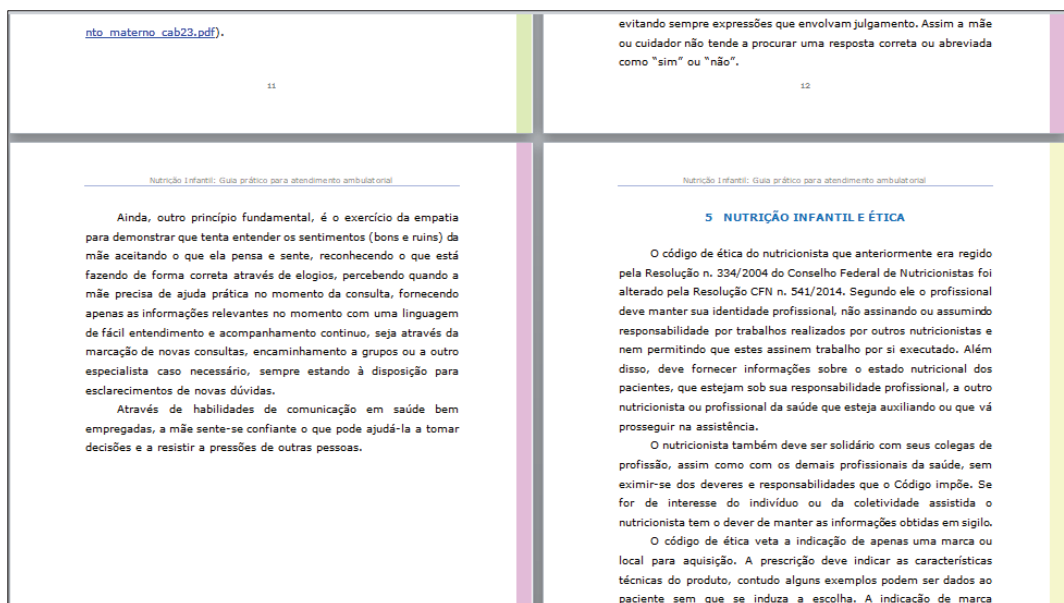 nto_materno_cab23.pdf).
11
evitando sempre expressões que envolvam julgamento. Assim a mãe
ou cuidador não tende a procurar uma resposta correta ou abreviada
como “sim” ou “não”.
12
Nutrição Infantil: Guia prático para atendimento ambulatorial
Ainda, outro princípio fundamental, é o exercício da empatia
para demonstrar que tenta entender os sentimentos (bons e ruins) da
mãe aceitando o que ela pensa e sente, reconhecendo o que está
fazendo de forma correta através de elogios, percebendo quando a
mãe precisa de ajuda prática no momento da consulta, fornecendo
apenas as informações relevantes no momento com uma linguagem
de fácil entendimento e acompanhamento continuo, seja através da
marcação de novas consultas, encaminhamento a grupos ou a outro
especialista caso necessário, sempre estando à disposição para
esclarecimentos de novas dúvidas.
Através de habilidades de comunicação em saúde bem
empregadas, a mãe sente-se confiante o que pode ajudá-la a tomar
decisões e a resistir a pressões de outras pessoas.
Nutrição Infantil: Guia prático para atendimento ambulatorial
5 NUTRIÇÃO INFANTIL E ÉTICA
O código de ética do nutricionista que anteriormente era regido
pela Resolução n. 334/2004 do Conselho Federal de Nutricionistas foi
alterado pela Resolução CFN n. 541/2014. Segundo ele o profissional
deve manter sua identidade profissional, não assinando ou assumindo
responsabilidade por trabalhos realizados por outros nutricionistas e
nem permitindo que estes assinem trabalho por si executado. Além
disso, deve fornecer informações sobre o estado nutricional dos
pacientes, que estejam sob sua responsabilidade profissional, a outro
nutricionista ou profissional da saúde que esteja auxiliando ou que vá
prosseguir na assistência.
O nutricionista também deve ser solidário com seus colegas de
profissão, assim como com os demais profissionais da saúde, sem
eximir-se dos deveres e responsabilidades que o Código impõe. Se
for de interesse do indivíduo ou da coletividade assistida o
nutricionista tem o dever de manter as informações obtidas em sigilo.
O código de ética veta a indicação de apenas uma marca ou
local para aquisição. A prescrição deve indicar as características
técnicas do produto, contudo alguns exemplos podem ser dados ao
paciente sem que se induza a escolha. A indicação de marca